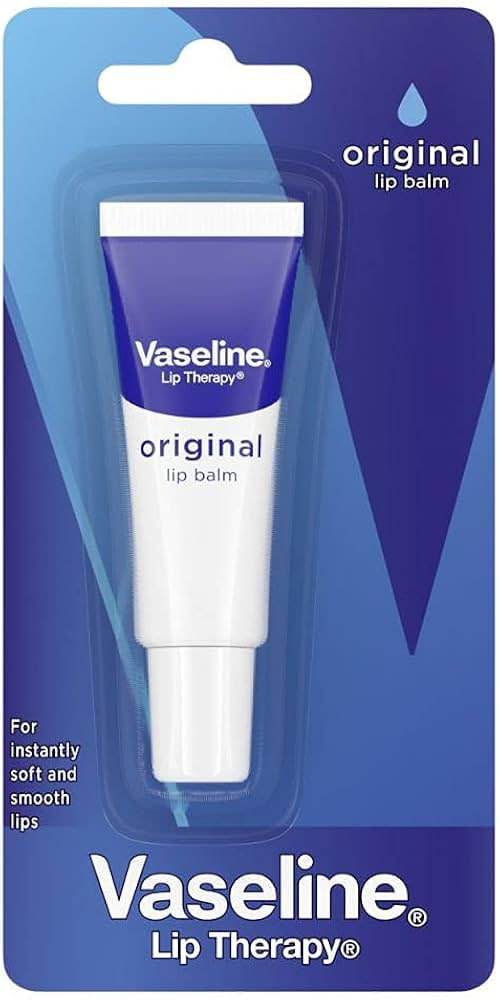 original
lip balm
Vaseline®
Lip Therapy®
original
lip balm
For
instantly
soft and
smooth
lips
Vaseline®
Lip Therapy®